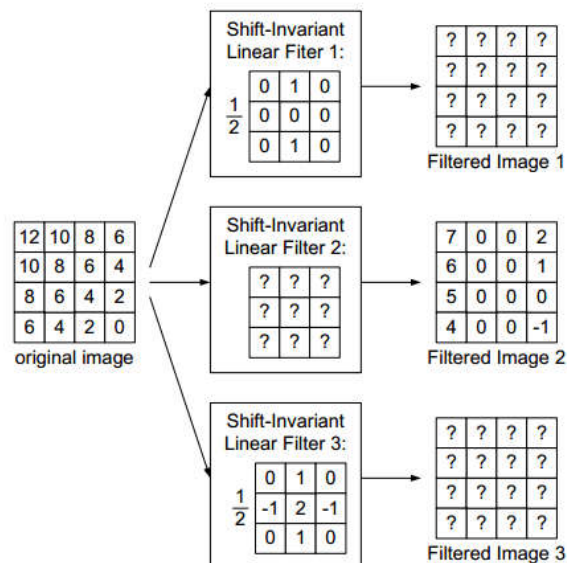 Shift-Invariant
Linear Fiter 1:
0 1 0
1/2
0 0 0
0 1 0
? ? ? ?
? ? ? ?
? ? ? ?
? ? ? ?
Filtered Image 1
12 10 8 6
10 8 6 4
8 6 4 2
6 4 2 0
original image
Shift-Invariant
Linear Filter 2:
? ? ?
? ? ?
? ? ?
7 0 0 2
6 0 0 1
5 0 0 0
4 0 0 -1
Filtered Image 2
Shift-Invariant
Linear Filter 3:
0 1 0
1/2
-1 2 -1
0 1 0
? ? ? ?
? ? ? ?
? ? ? ?
? ? ? ?
Filtered Image 3